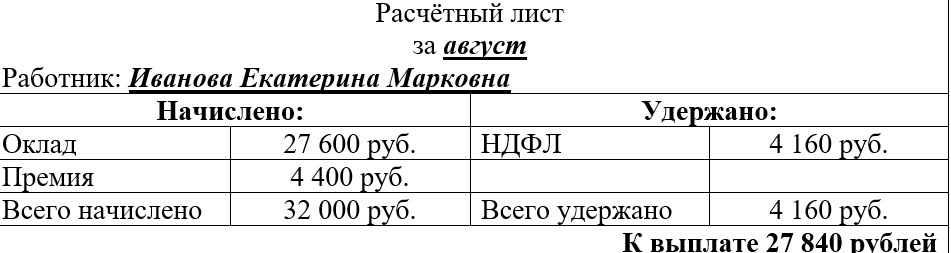 Расчётный лист
за август
Работник: Иванова Екатерина Марковна
Начислено: Удержано:
Оклад 27 600 руб. НДФЛ 4 160 руб.
Премия 4 400 руб.
Всего начислено 32 000 руб. Всего удержано 4 160 руб.
К выплате 27 840 рублей